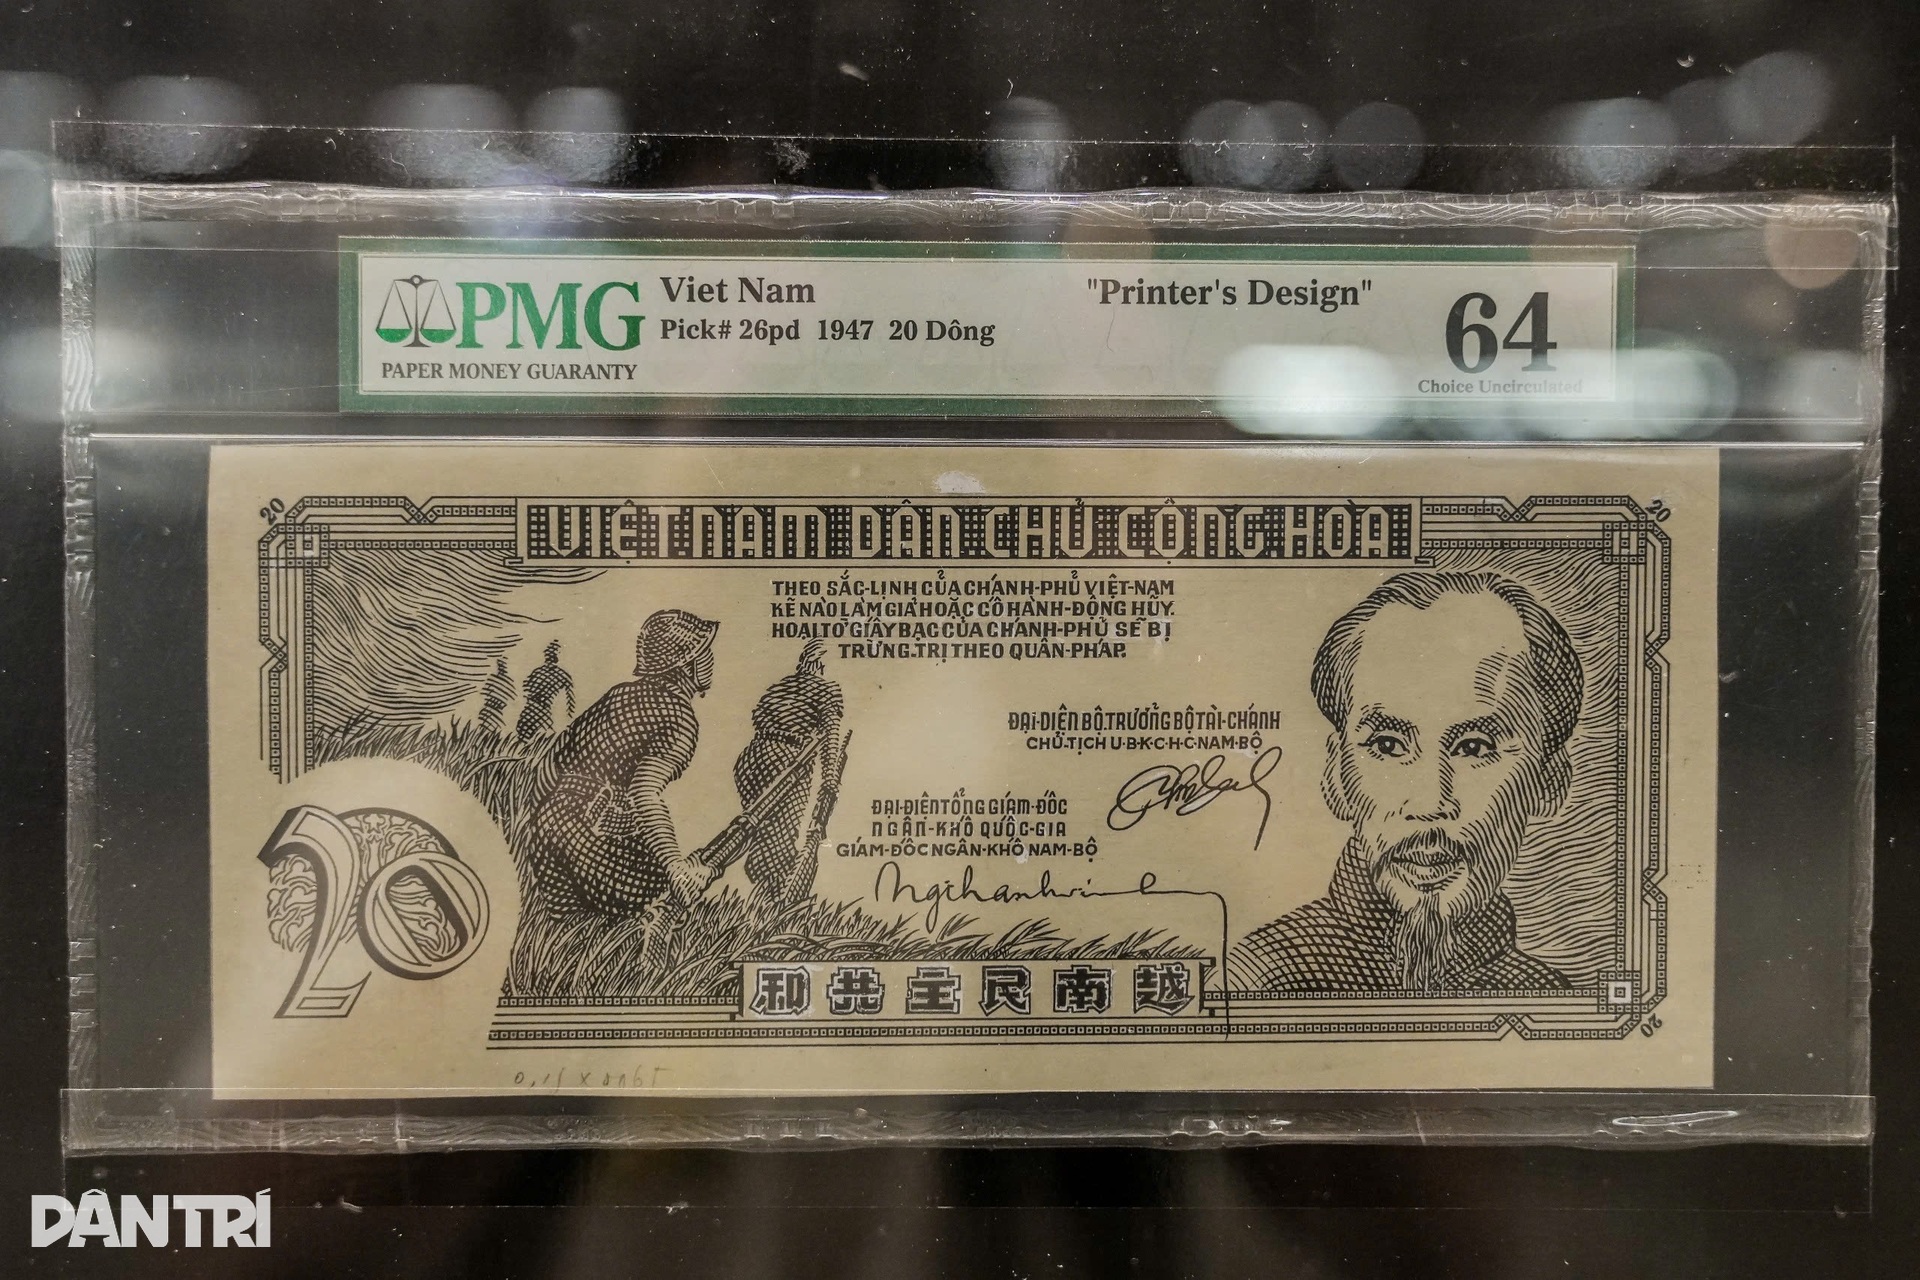 PMG
PAPER MONEY GUARANTY
Viet Nam
Pick# 26pd 1947 20 Dông
"Printer's Design"
64
Choice Uncirculated
20
20
VIỆT NAM DÂN CHỦ CỘNG HÒA
THEO SẮC-LỊNH CỦA CHÁNH-PHỦ VIỆT-NAM
KẺ NÀO LÀM GIẢ HOẶC CÓ HÀNH-ĐỘNG HỦY
HOẠI TỜ GIẤY BẠC CỦA CHÁNH-PHỦ SẼ BỊ
TRỪNG-TRỊ THEO QUÂN-PHÁP.
ĐẠI-DIỆN BỘ-TRƯỞNG BỘ TÀI-CHÁNH
CHỦ-TỊCH U·B·K·C·H·C NAM-BỘ
ĐẠI-DIỆN TỔNG GIÁM-ĐỐC
NGÂN-KHỐ QUỐC-GIA
GIÁM-ĐỐC NGÂN-KHỐ NAM-BỘ
20
和共主民南越
20
DÂN TRÍ